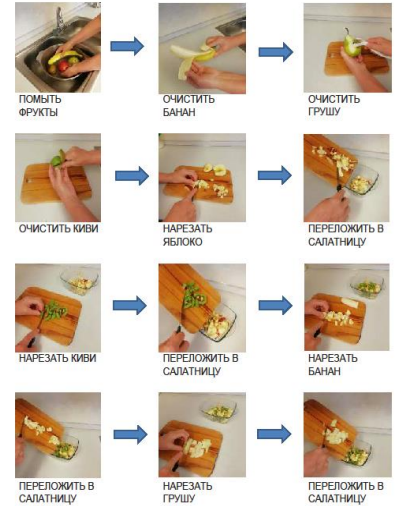 ПОМЫТЬ
ФРУКТЫ
ОЧИСТИТЬ
БАНАН
ОЧИСТИТЬ
ГРУШУ
ОЧИСТИТЬ КИВИ
НАРЕЗАТЬ
ЯБЛОКО
ПЕРЕЛОЖИТЬ В
САЛАТНИЦУ
НАРЕЗАТЬ КИВИ
ПЕРЕЛОЖИТЬ В
САЛАТНИЦУ
НАРЕЗАТЬ
БАНАН
ПЕРЕЛОЖИТЬ В
САЛАТНИЦУ
НАРЕЗАТЬ
ГРУШУ
ПЕРЕЛОЖИТЬ В
САЛАТНИЦУ